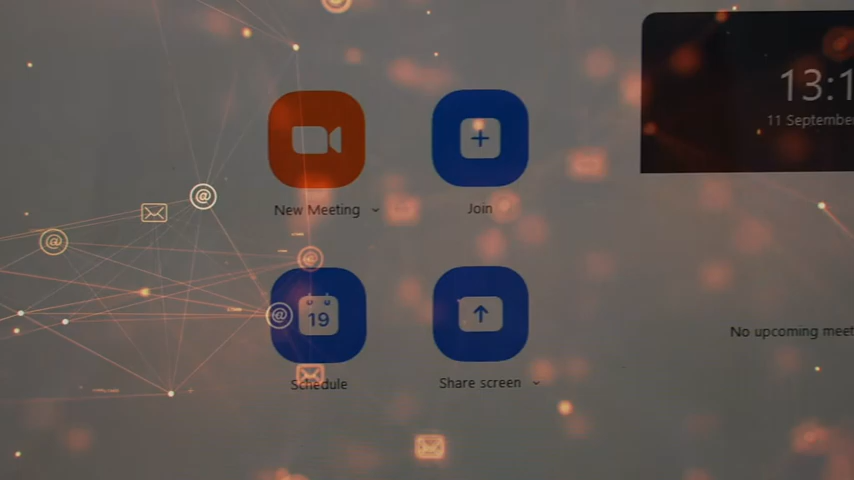 13:1
11 September
New Meeting
Join
19
No upcoming meet
Schedule
Share screen